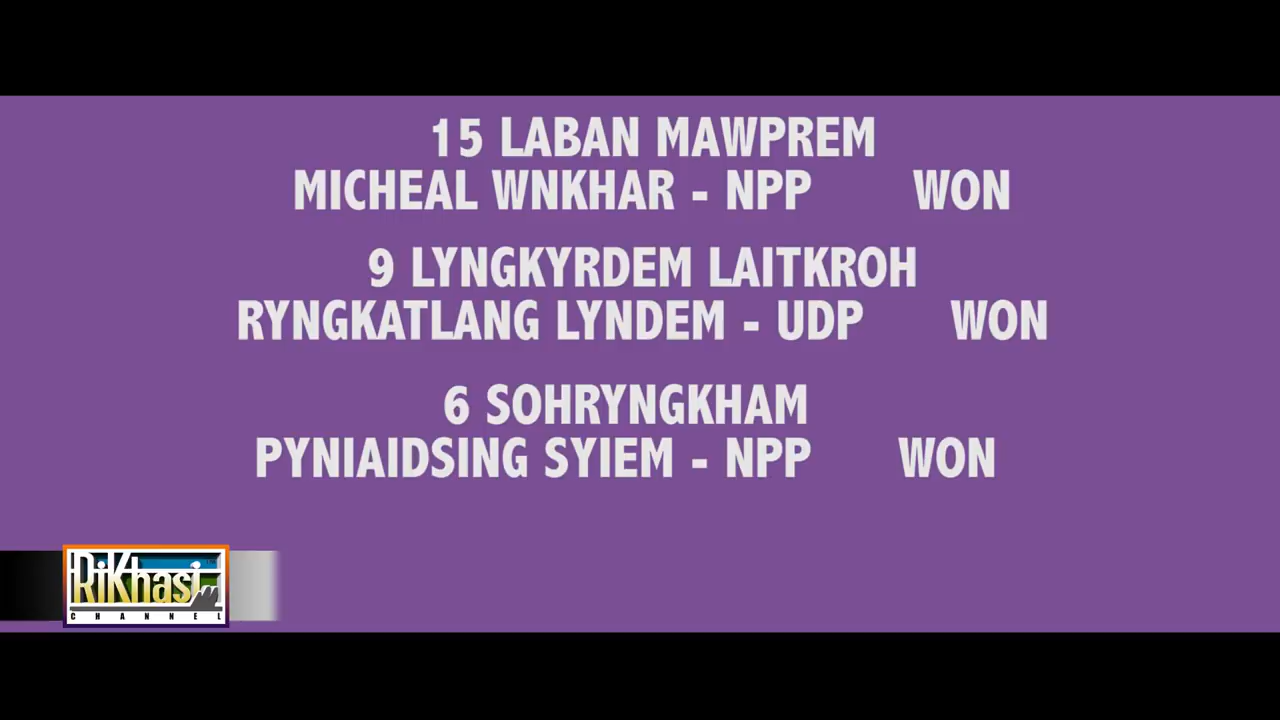 15 LABAN MAWPREM
MICHEAL WNKHAR - NPP WON
9 LYNGKYRDEM LAITKROH
RYNGKATLANG LYNDEM - UDP WON
6 SOHRYNGKHAM
PYNIAIDSING SYIEM - NPP WON
RiKhasi
CHANNEL